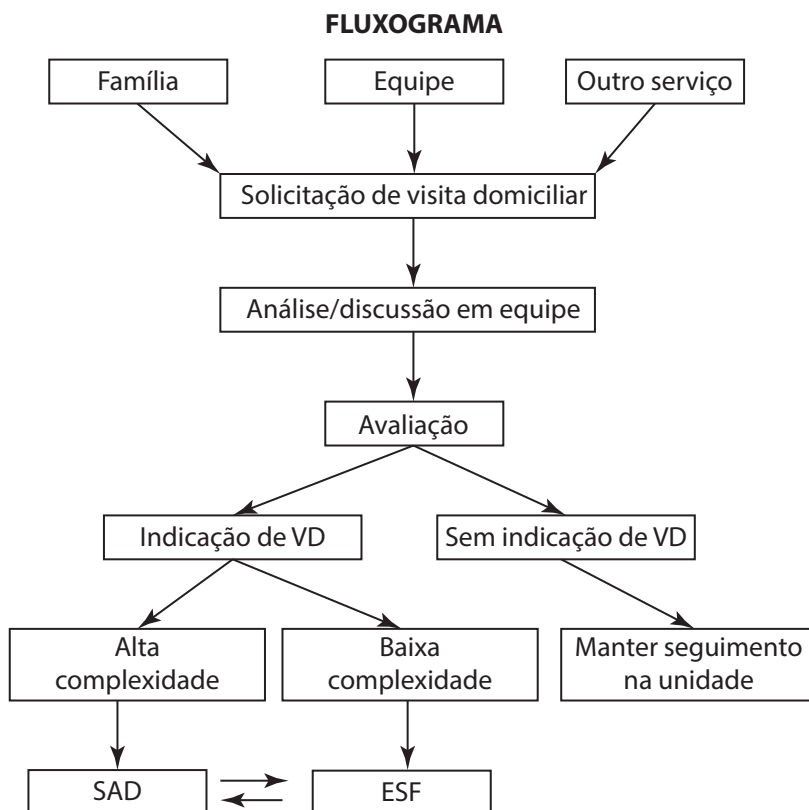 FLUXOGRAMA
Família
Equipe
Outro serviço
Solicitação de visita domiciliar
Análise/discussão em equipe
Avaliação
Indicação de VD
Sem indicação de VD
Alta
complexidade
Baixa
complexidade
Manter seguimento
na unidade
SAD
ESF